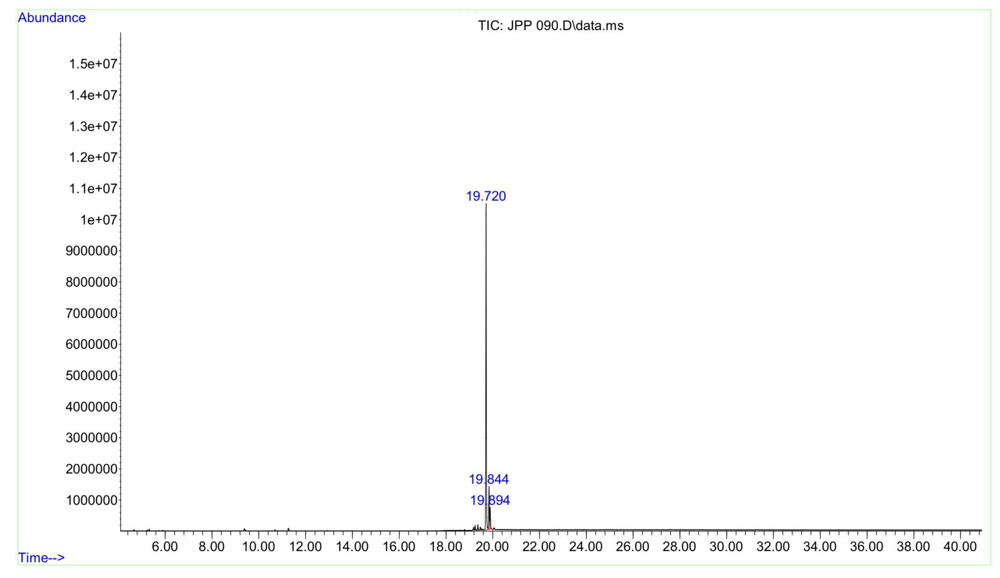 Abundance
TIC: JPP 090.D\data.ms
1.5e+07
1.4e+07
1.3e+07
1.2e+07
1.1e+07
19.720
1e+07
9000000
8000000
7000000
6000000
5000000
4000000
3000000
2000000
19.844
19.894
1000000
6.00 8.00 10.00 12.00 14.00 16.00 18.00 20.00 22.00 24.00 26.00 28.00 30.00 32.00 34.00 36.00 38.00 40.00
Time-->